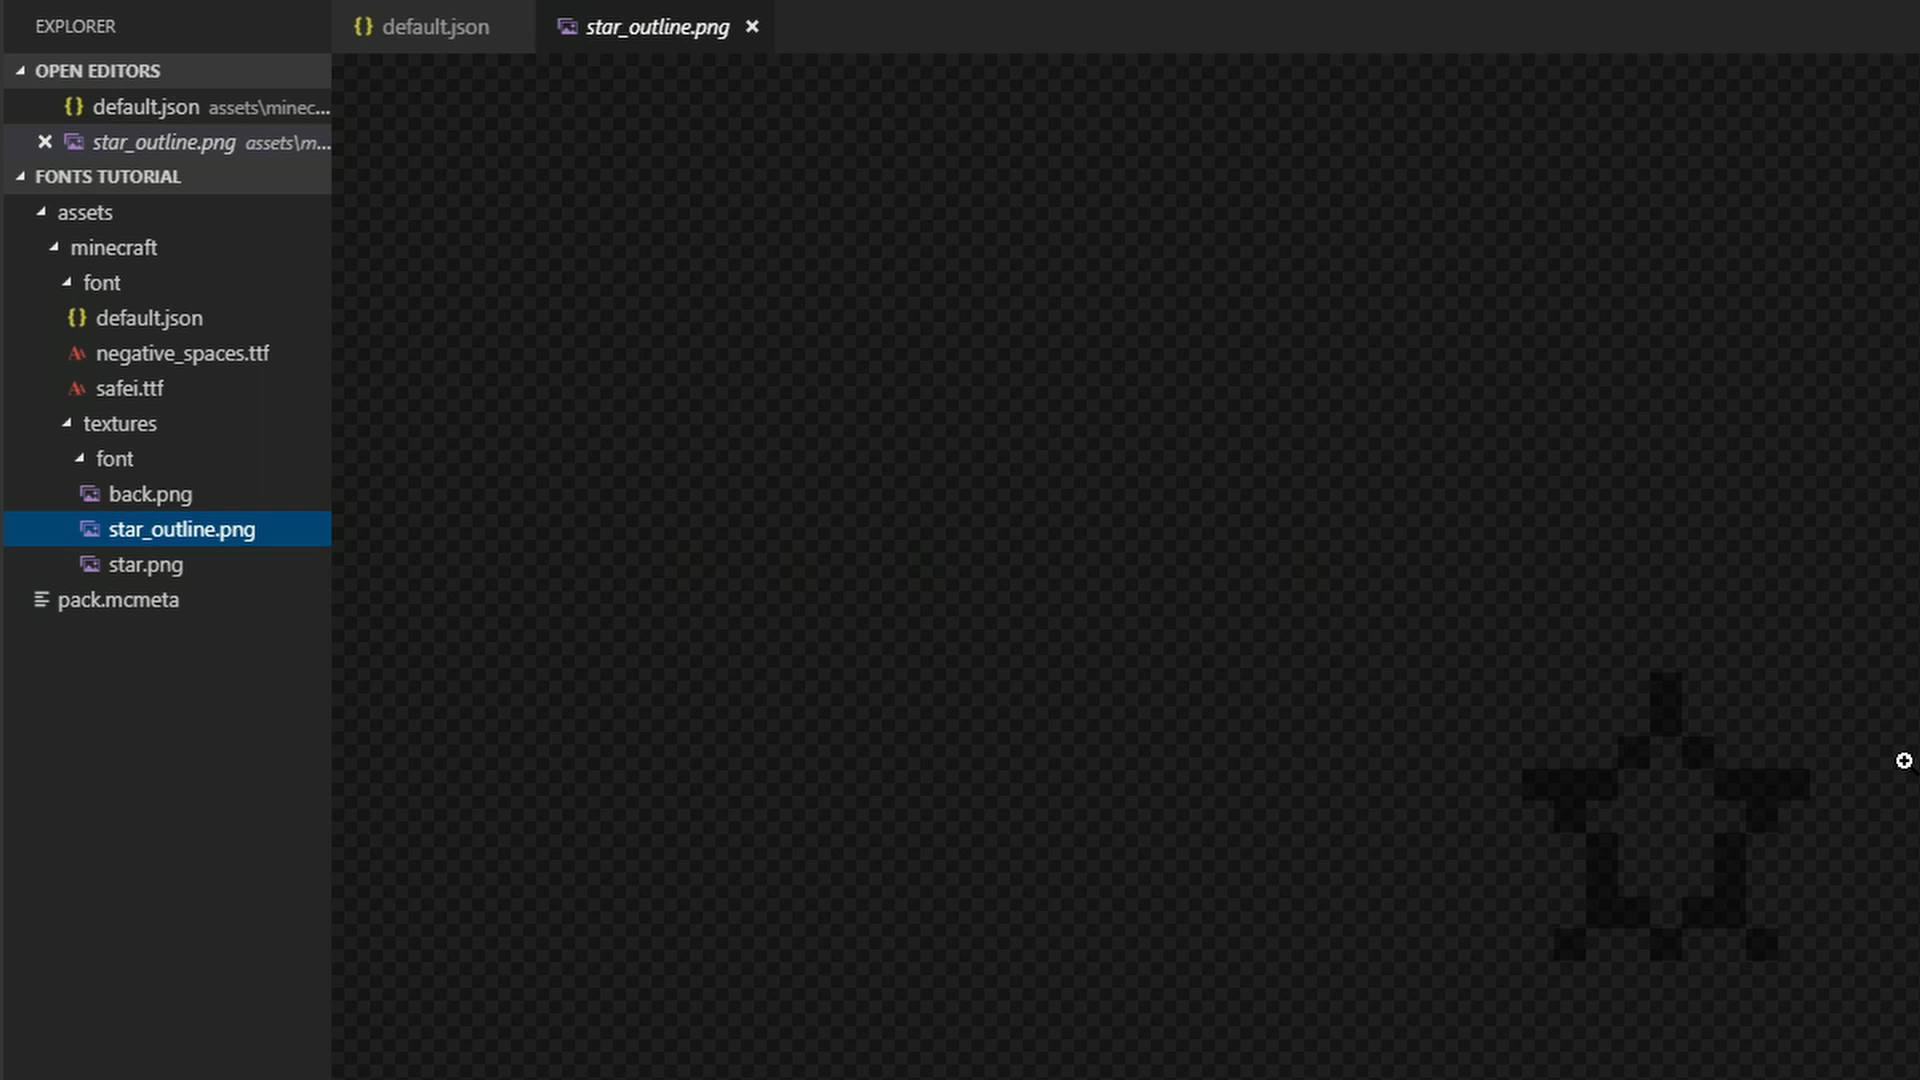 EXPLORER
default.json
star_outline.png
OPEN EDITORS
default.json assets\minec...
star_outline.png assets\m...
FONTS TUTORIAL
assets
minecraft
font
default.json
negative_spaces.ttf
safei.ttf
textures
font
back.png
star_outline.png
star.png
pack.mcmeta